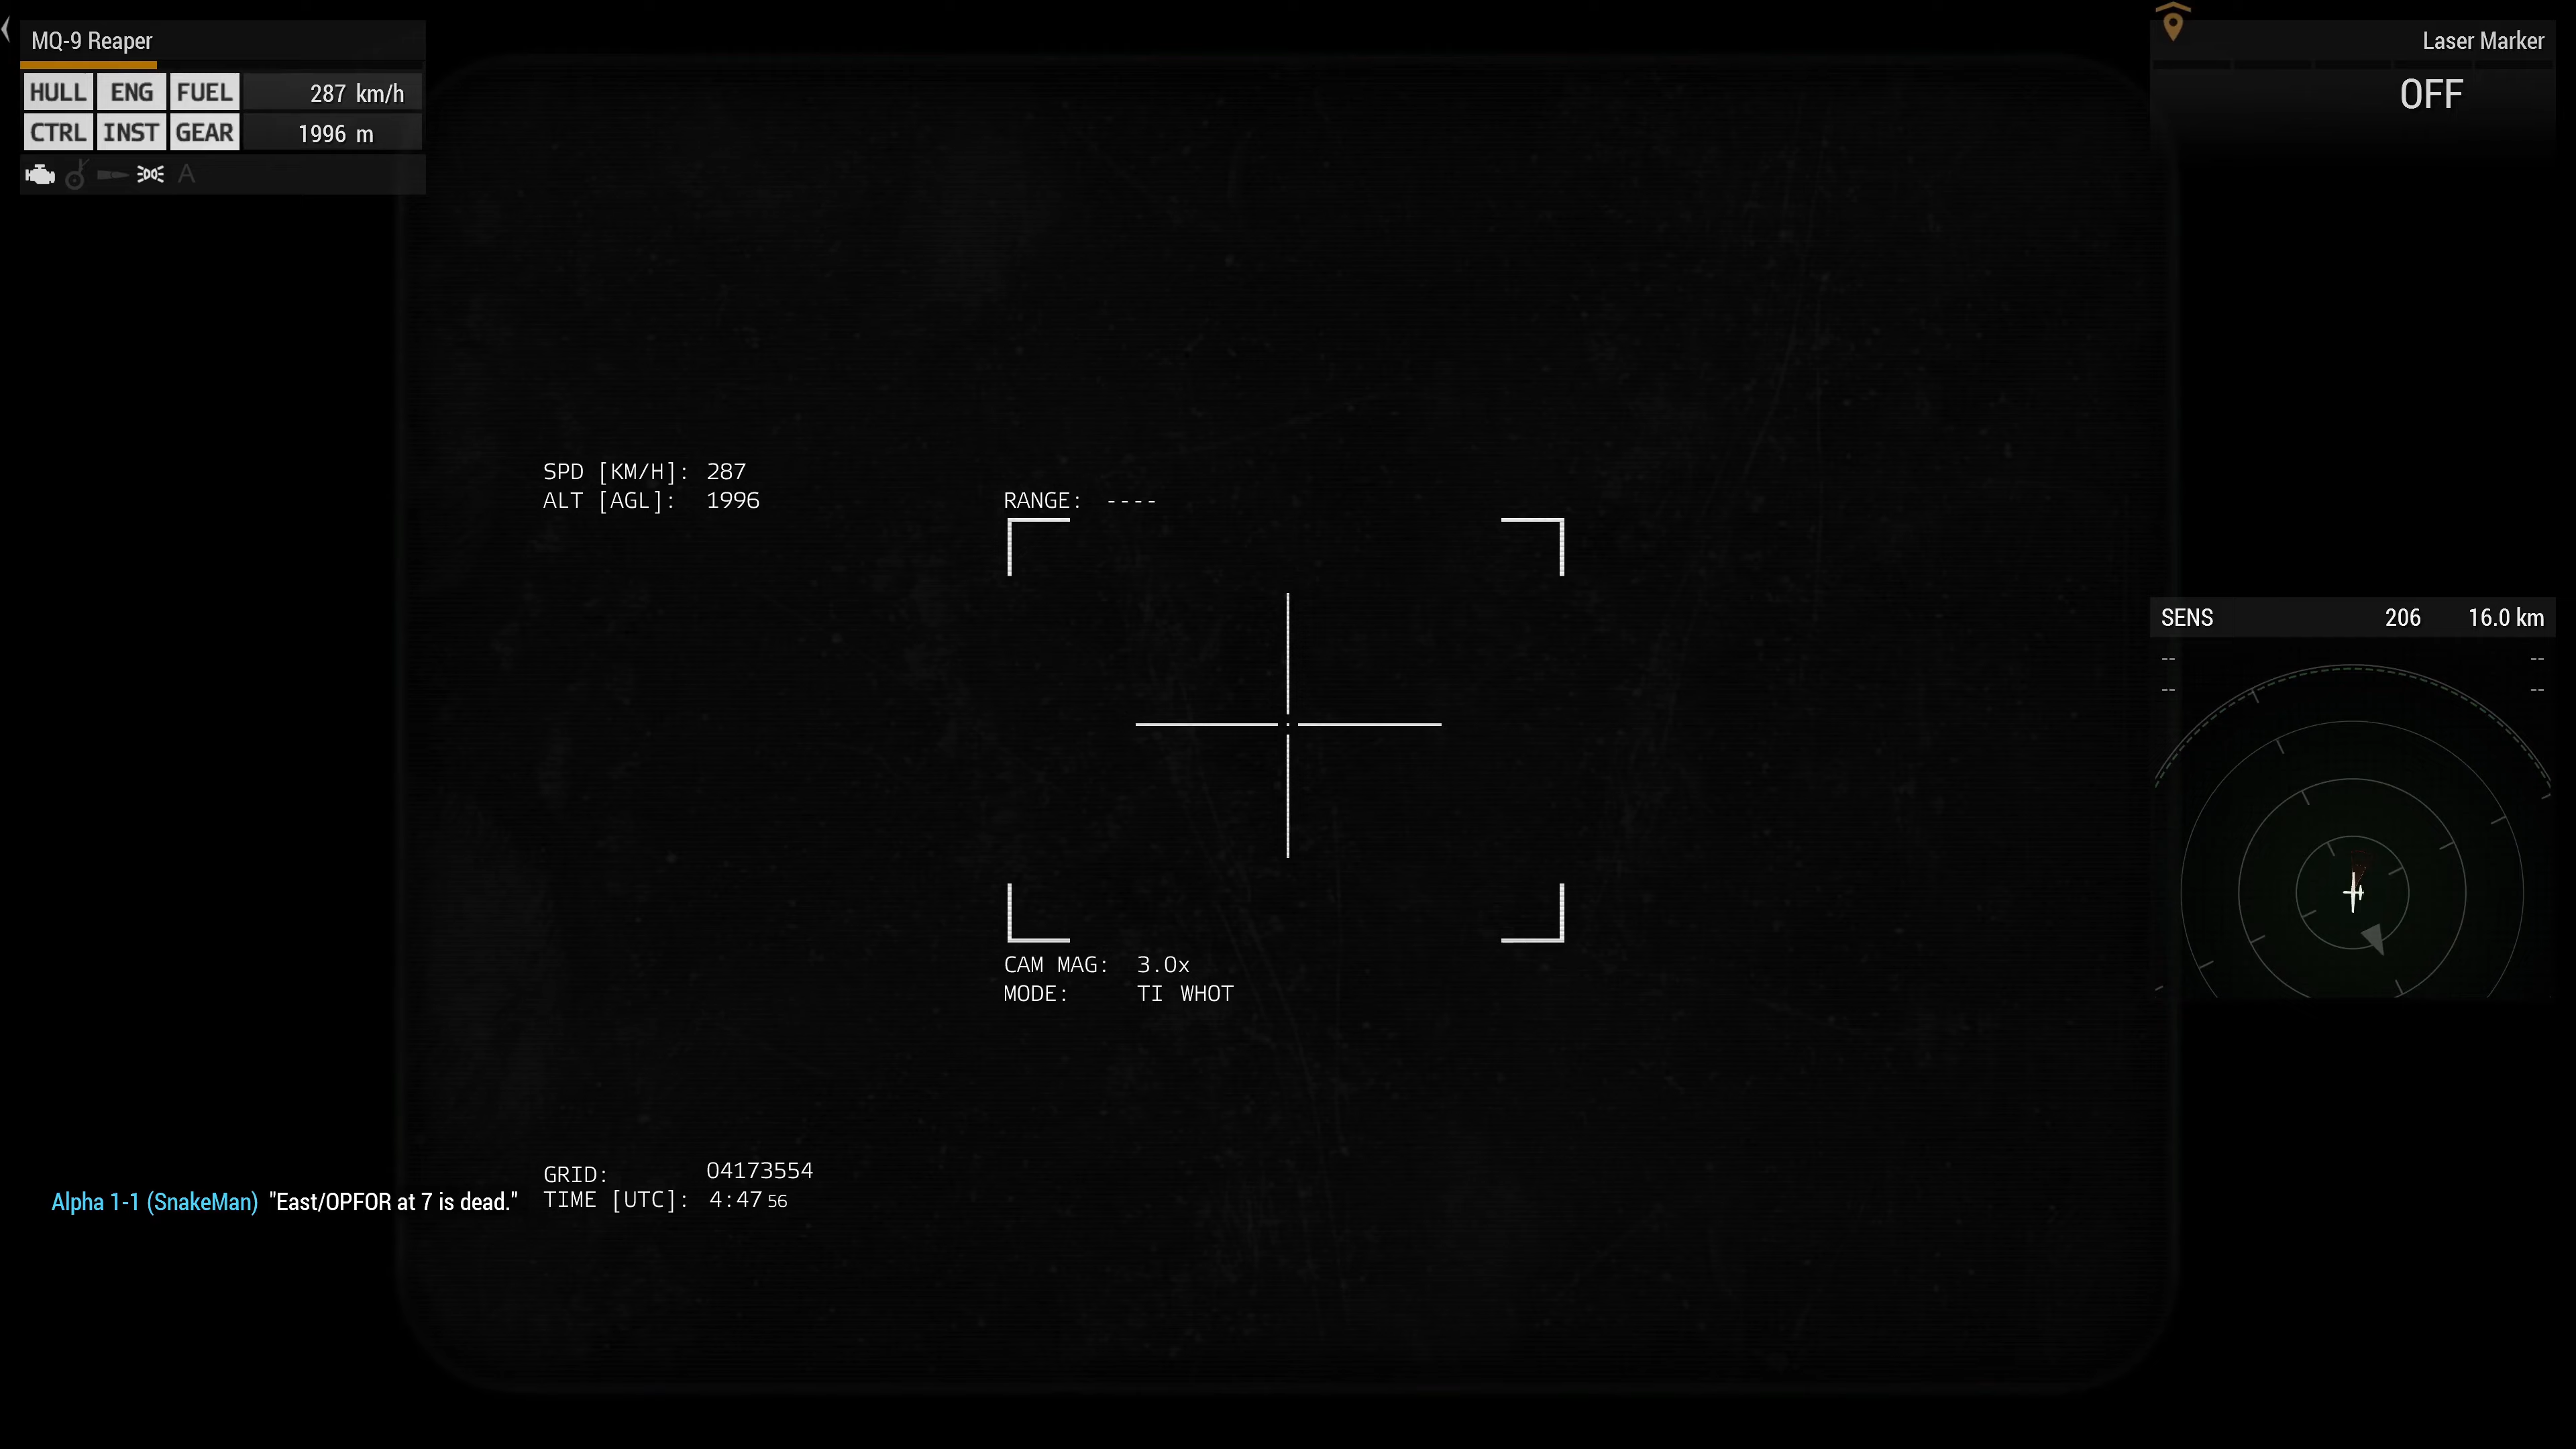 MQ-9 Reaper
HULL ENG FUEL 287 km/h
CTRL INST GEAR 1996 m
A
Laser Marker
OFF
SPD [KM/H]: 287
ALT [AGL]: 1996
RANGE: ----
SENS 206 16.0 km
-- --
-- --
CAM MAG: 3.0x
MODE: TI WHOT
GRID: 04173554
TIME [UTC]: 4:47 56
Alpha 1-1 (SnakeMan) "East/OPFOR at 7 is dead."